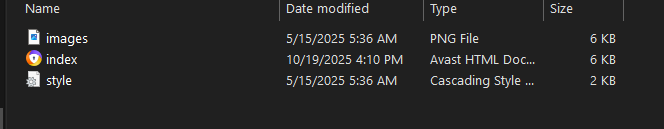 Name Date modified Type Size
images 5/15/2025 5:36 AM PNG File 6 KB
index 10/19/2025 4:10 PM Avast HTML Doc... 6 KB
style 5/15/2025 5:36 AM Cascading Style ... 2 KB